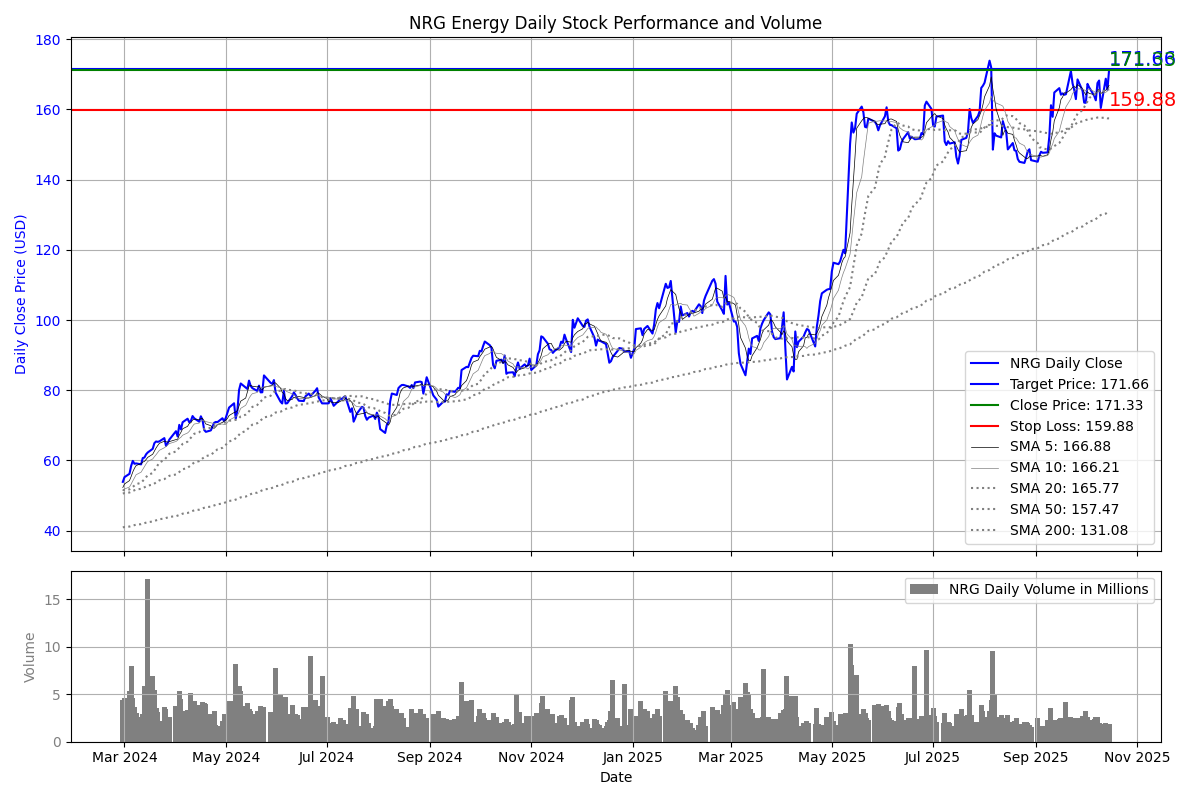 NRG Energy Daily Stock Performance and Volume
180
160
140
120
100
80
60
40
Daily Close Price (USD)
171.66
171.33
159.88
NRG Daily Close
Target Price: 171.66
Close Price: 171.33
Stop Loss: 159.88
SMA 5: 166.88
SMA 10: 166.21
SMA 20: 165.77
SMA 50: 157.47
SMA 200: 131.08
NRG Daily Volume in Millions
15
10
5
0
Volume
Mar 2024 May 2024 Jul 2024 Sep 2024 Nov 2024 Jan 2025 Mar 2025 May 2025 Jul 2025 Sep 2025 Nov 2025
Date